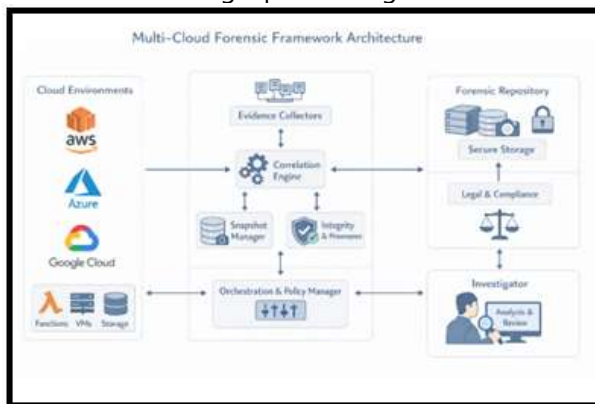 Multi-Cloud Forensic Framework Architecture
Cloud Environments
aws
Azure
Google Cloud
Functions VMs Storage
Evidence Collectors
Correlation
Engine
Snapshot
Manager
Integrity
&
Orchestration & Policy Manager
Forensic Repository
Secure Storage
Legal & Compliance
Investigator
Analysis &
Review